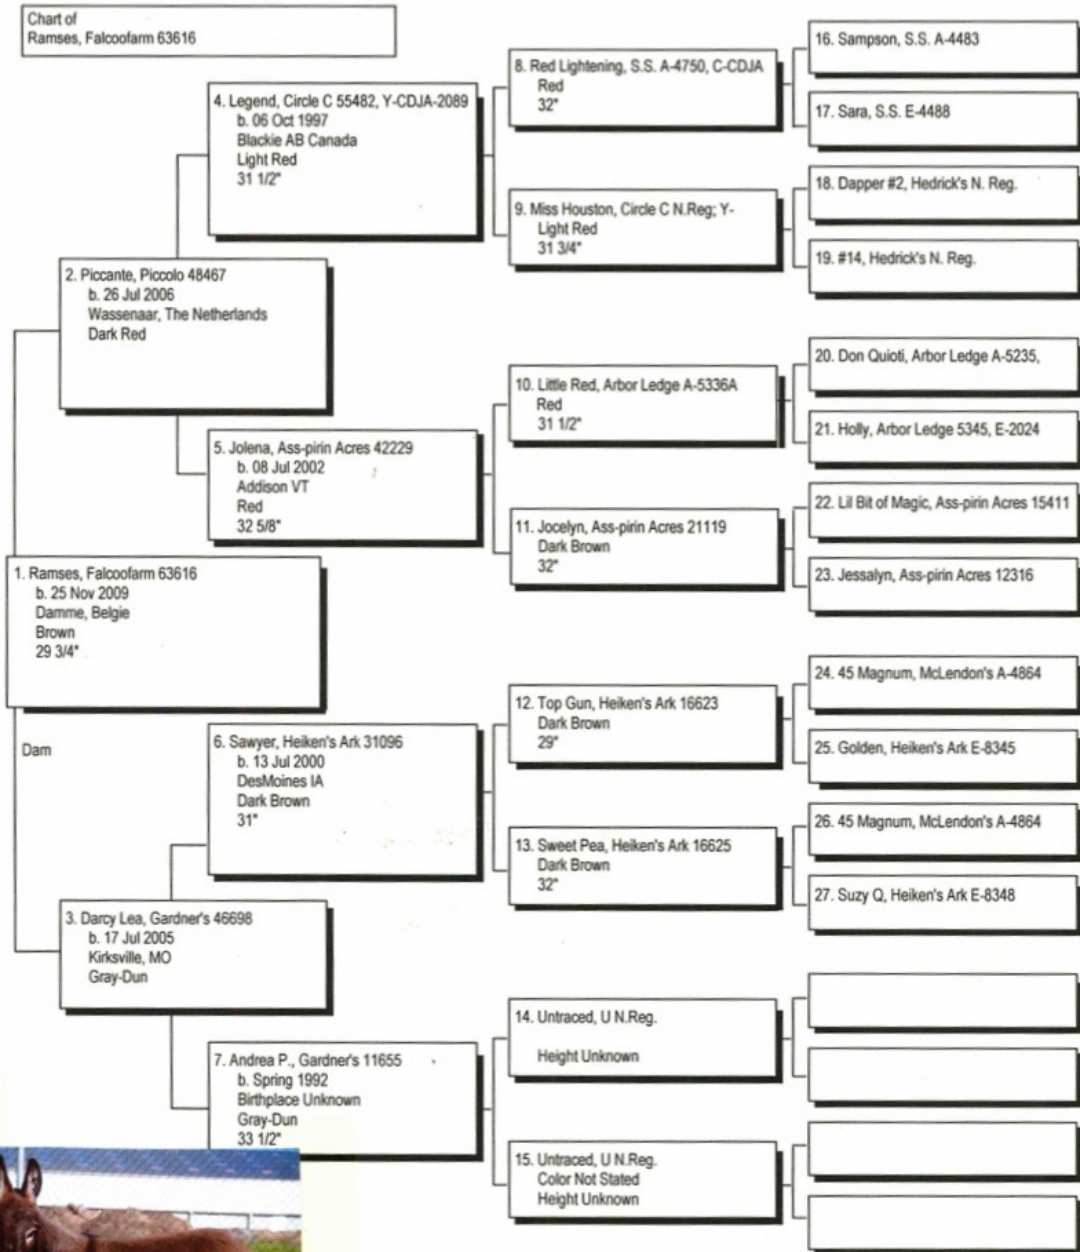 Chart of
Ramses, Falcoofarm 63616
1. Ramses, Falcoofarm 63616
b. 25 Nov 2009
Damme, Belgie
Brown
29 3/4"
Dam
2. Piccante, Piccolo 48467
b. 26 Jul 2006
Wassenaar, The Netherlands
Dark Red
3. Darcy Lea, Gardner's 46698
b. 17 Jul 2005
Kirksville, MO
Gray-Dun
4. Legend, Circle C 55482, Y-CDJA-2089
b. 06 Oct 1997
Blackie AB Canada
Light Red
31 1/2"
5. Jolena, Ass-pirin Acres 42229
b. 08 Jul 2002
Addison VT
Red
32 5/8"
6. Sawyer, Heiken's Ark 31096
b. 13 Jul 2000
DesMoines IA
Dark Brown
31"
7. Andrea P., Gardner's 11655
b. Spring 1992
Birthplace Unknown
Gray-Dun
33 1/2"
8. Red Lightening, S.S. A-4750, C-CDJA
Red
32"
9. Miss Houston, Circle C N.Reg; Y-
Light Red
31 3/4"
10. Little Red, Arbor Ledge A-5336A
Red
31 1/2"
11. Jocelyn, Ass-pirin Acres 21119
Dark Brown
32"
12. Top Gun, Heiken's Ark 16623
Dark Brown
29"
13. Sweet Pea, Heiken's Ark 16625
Dark Brown
32"
14. Untraced, U N.Reg.
Height Unknown
15. Untraced, U N.Reg.
Color Not Stated
Height Unknown
16. Sampson, S.S. A-4483
17. Sara, S.S. E-4488
18. Dapper #2, Hedrick's N. Reg.
19. #14, Hedrick's N. Reg.
20. Don Quioti, Arbor Ledge A-5235,
21. Holly, Arbor Ledge 5345, E-2024
22. Lil Bit of Magic, Ass-pirin Acres 15411
23. Jessalyn, Ass-pirin Acres 12316
24. 45 Magnum, McLendon's A-4864
25. Golden, Heiken's Ark E-8345
26. 45 Magnum, McLendon's A-4864
27. Suzy Q, Heiken's Ark E-8348